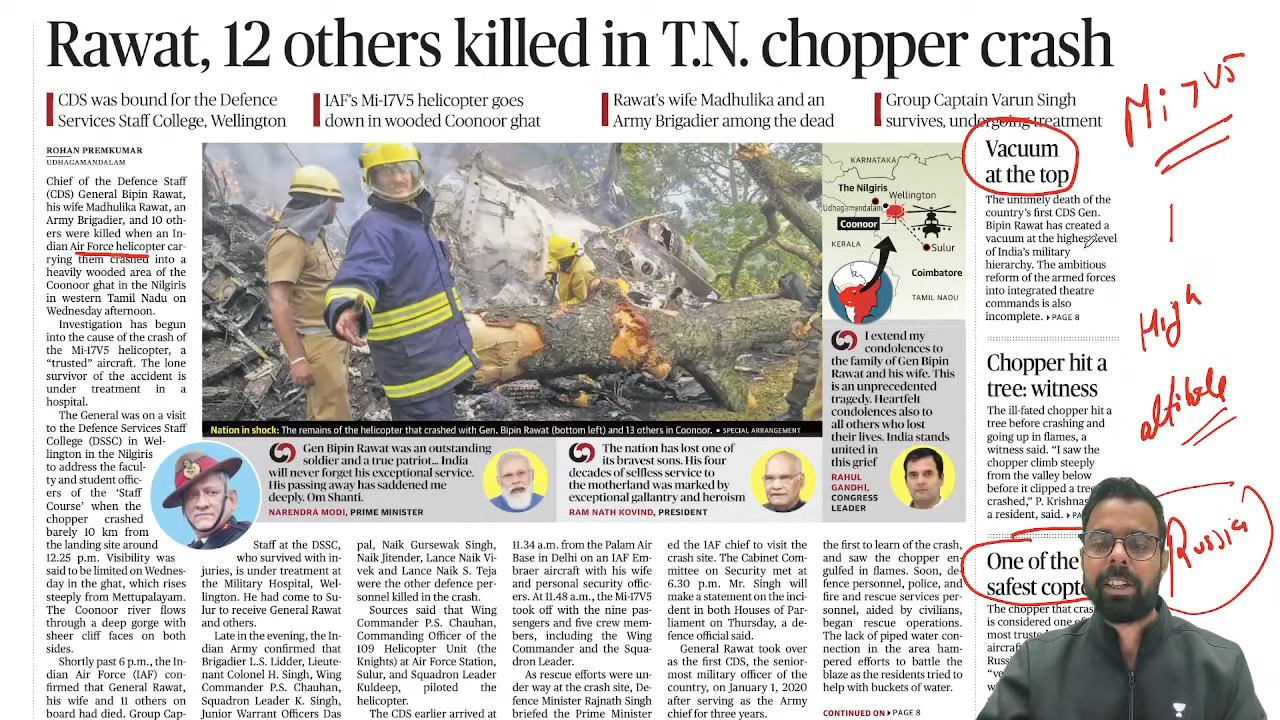 Rawat, 12 others killed in T.N. chopper crash
CDS was bound for the Defence
Services Staff College, Wellington
IAF's Mi-17V5 helicopter goes
down in wooded Coonoor ghat
Rawat's wife Madhulika and an
Army Brigadier among the dead
Group Captain Varun Singh
survives, undergoing treatment
ROHAN PREMKUMAR
UDHAGAMANDALAM
Chief of the Defence Staff
(CDS) General Bipin Rawat,
his wife Madhulika Rawat, an
Army Brigadier, and 10 oth-
ers were killed when an In-
dian Air Force helicopter car-
rying them crashed into a
heavily wooded area of the
Coonoor ghat in the Nilgiris
in western Tamil Nadu on
Wednesday afternoon.
Investigation has begun
into the cause of the crash of
the Mi-17V5 helicopter, a
“trusted” aircraft. The lone
survivor of the accident is
under treatment in a
hospital.
The General was on a visit
to the Defence Services Staff
College (DSSC) in Wel-
lington in the Nilgiris
to address the facul-
ty and student offic-
ers of the ‘Staff
Course’ when the
chopper crashed
barely 10 km from
the landing site around
12.25 p.m. Visibility was
said to be limited on Wednes-
day in the ghat, which rises
steeply from Mettupalayam.
The Coonoor river flows
through a deep gorge with
sheer cliff faces on both
sides.
Shortly past 6 p.m., the In-
dian Air Force (IAF) con-
firmed that General Rawat,
his wife and 11 others on
board had died. Group Cap-
KARNATAKA
The Nilgiris
Wellington
Udhagamandalam
Coonoor
KERALA
Sulur
Coimbatore
TAMIL NADU
Nation in shock: The remains of the helicopter that crashed with Gen. Bipin Rawat (bottom left) and 13 others in Coonoor. • SPECIAL ARRANGEMENT
Gen Bipin Rawat was an outstanding
soldier and a true patriot... India
will never forget his exceptional service.
His passing away has saddened me
deeply. Om Shanti.
NARENDRA MODI, PRIME MINISTER
The nation has lost one of
its bravest sons. His four
decades of selfless service to
the motherland was marked by
exceptional gallantry and heroism
RAM NATH KOVIND, PRESIDENT
I extend my
condolences to
the family of Gen Bipin
Rawat and his wife. This
is an unprecedented
tragedy. Heartfelt
condolences also to
all others who lost
their lives. India stands
united in
this grief
RAHUL
GANDHI,
CONGRESS
LEADER
Staff at the DSSC,
who survived with in-
juries, is under treatment at
the Military Hospital, Wel-
lington. He had come to Su-
lur to receive General Rawat
and others.
Late in the evening, the In-
dian Army confirmed that
Brigadier L.S. Lidder, Lieute-
nant Colonel H. Singh, Wing
Commander P.S. Chauhan,
Squadron Leader K. Singh,
Junior Warrant Officers Das
pal, Naik Gursewak Singh,
Naik Jitender, Lance Naik Vi-
vek and Lance Naik S. Teja
were the other defence per-
sonnel killed in the crash.
Sources said that Wing
Commander P.S. Chauhan,
Commanding Officer of the
109 Helicopter Unit (the
Knights) at Air Force Station,
Sulur, and Squadron Leader
Kuldeep, piloted the
helicopter.
The CDS earlier arrived at
11.34 a.m. from the Palam Air
Base in Delhi on an IAF Em-
braer aircraft with his wife
and personal security offic-
ers. At 11.48 a.m., the Mi-17V5
took off with the nine pas-
sengers and five crew mem-
bers, including the Wing
Commander and the Squa-
dron Leader.
As rescue efforts were un-
der way at the crash site, De-
fence Minister Rajnath Singh
briefed the Prime Minister
ed the IAF chief to visit the
crash site. The Cabinet Com-
mittee on Security met at
6.30 p.m. Mr. Singh will
make a statement on the inci-
dent in both Houses of Par-
liament on Thursday, a de-
fence official said.
General Rawat took over
as the first CDS, the senior-
most military officer of the
country, on January 1, 2020
after serving as the Army
chief for three years.
the first to learn of the crash,
and saw the chopper en-
gulfed in flames. Soon, de-
fence personnel, police, and
fire and rescue services per-
sonnel, aided by civilians,
began rescue operations.
The lack of piped water con-
nection in the area ham-
pered efforts to battle the
blaze as the residents tried to
help with buckets of water.
CONTINUED ON ▸ PAGE 8
Vacuum
at the top
The untimely death of the
country's first CDS Gen.
Bipin Rawat has created a
vacuum at the highest level
of India's military
hierarchy. The ambitious
reform of the armed forces
into integrated theatre
commands is also
incomplete. ▸ PAGE 8
Chopper hit a
tree: witness
The ill-fated chopper hit a
tree before crashing and
going up in flames, a
witness said. “I saw the
chopper climb steeply
from the valley below
before it clipped a tree
crashed,” P. Krishnas
a resident, said. ▸ PA
One of the
safest copte
The chopper that cras
is considered one of
most trusted
aircraf
Russi
“ve
w
Mi 7 V5
High
altitude
Russia